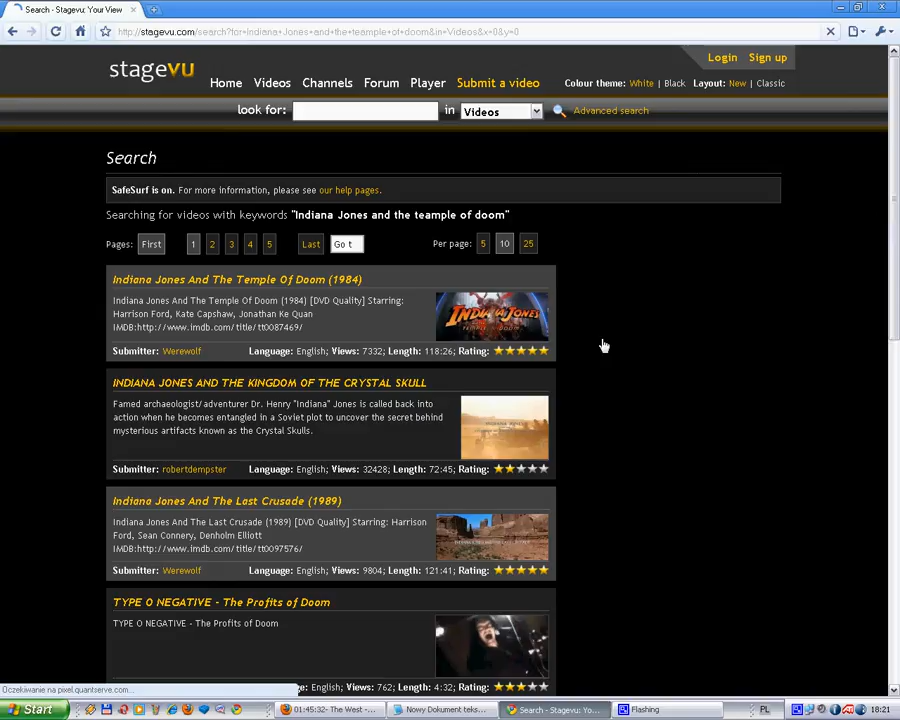 Search - Stagevu: Your View
http://stagevu.com/search?for=Indiana Jones and the teample of doom&in=Videos&x=0&y=0
Login Sign up
stagevu
Home Videos Channels Forum Player Submit a video
Colour theme: White | Black Layout: New | Classic
look for: in Videos Advanced search
Search
SafeSurf is on. For more information, please see our help pages.
Searching for videos with keywords "Indiana Jones and the teample of doom"
Pages: First 1 2 3 4 5 Last Go t Per page: 5 10 25
Indiana Jones And The Temple Of Doom (1984)
Indiana Jones And The Temple Of Doom (1984) [DVD Quality] Starring:
Harrison Ford, Kate Capshaw, Jonathan Ke Quan
IMDB:http://www.imdb.com/title/tt0087469/
INDIANA JONES
Submitter: Werewolf Language: English; Views: 7332; Length: 118:26; Rating:
INDIANA JONES AND THE KINGDOM OF THE CRYSTAL SKULL
Famed archaeologist/adventurer Dr. Henry "Indiana" Jones is called back into
action when he becomes entangled in a Soviet plot to uncover the secret behind
mysterious artifacts known as the Crystal Skulls.
Submitter: robertdempster Language: English; Views: 32428; Length: 72:45; Rating:
Indiana Jones And The Last Crusade (1989)
Indiana Jones And The Last Crusade (1989) [DVD Quality] Starring: Harrison
Ford, Sean Connery, Denholm Elliott
IMDB:http://www.imdb.com/title/tt0097576/
Submitter: Werewolf Language: English; Views: 9804; Length: 121:41; Rating:
TYPE O NEGATIVE - The Profits of Doom
TYPE O NEGATIVE - The Profits of Doom
ge: English; Views: 762; Length: 4:32; Rating:
Oczekiwanie na pixel.quantserve.com...
Start 01:45:32- The West -... Nowy Dokument teks... Search - Stagevu: Yo... Flashing PL 18:21